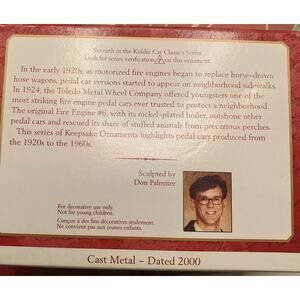 Seventh in the Kiddie Car Classics Series
Look for series verification 7 on this ornament.
In the early 1920s, as motorized fire engines began to replace horse-drawn
hose wagons, pedal car versions started to appear on neighborhood sidewalks.
In 1924, the Toledo Metal Wheel Company offered youngsters one of the
most striking fire engine pedal cars ever trusted to protect a neighborhood.
The original Fire Engine #6, with its nickel-plated boiler, outshone other
pedal cars and rescued its share of stuffed animals from precarious perches.
This series of Keepsake Ornaments highlights pedal cars produced from
the 1920s to the 1960s.
Sculpted by
Don Palmiter
For decorative use only.
Not for young children.
Conçu à des fins décoratives seulement.
Ne convient pas aux jeunes enfants.
Cast Metal ~ Dated 2000